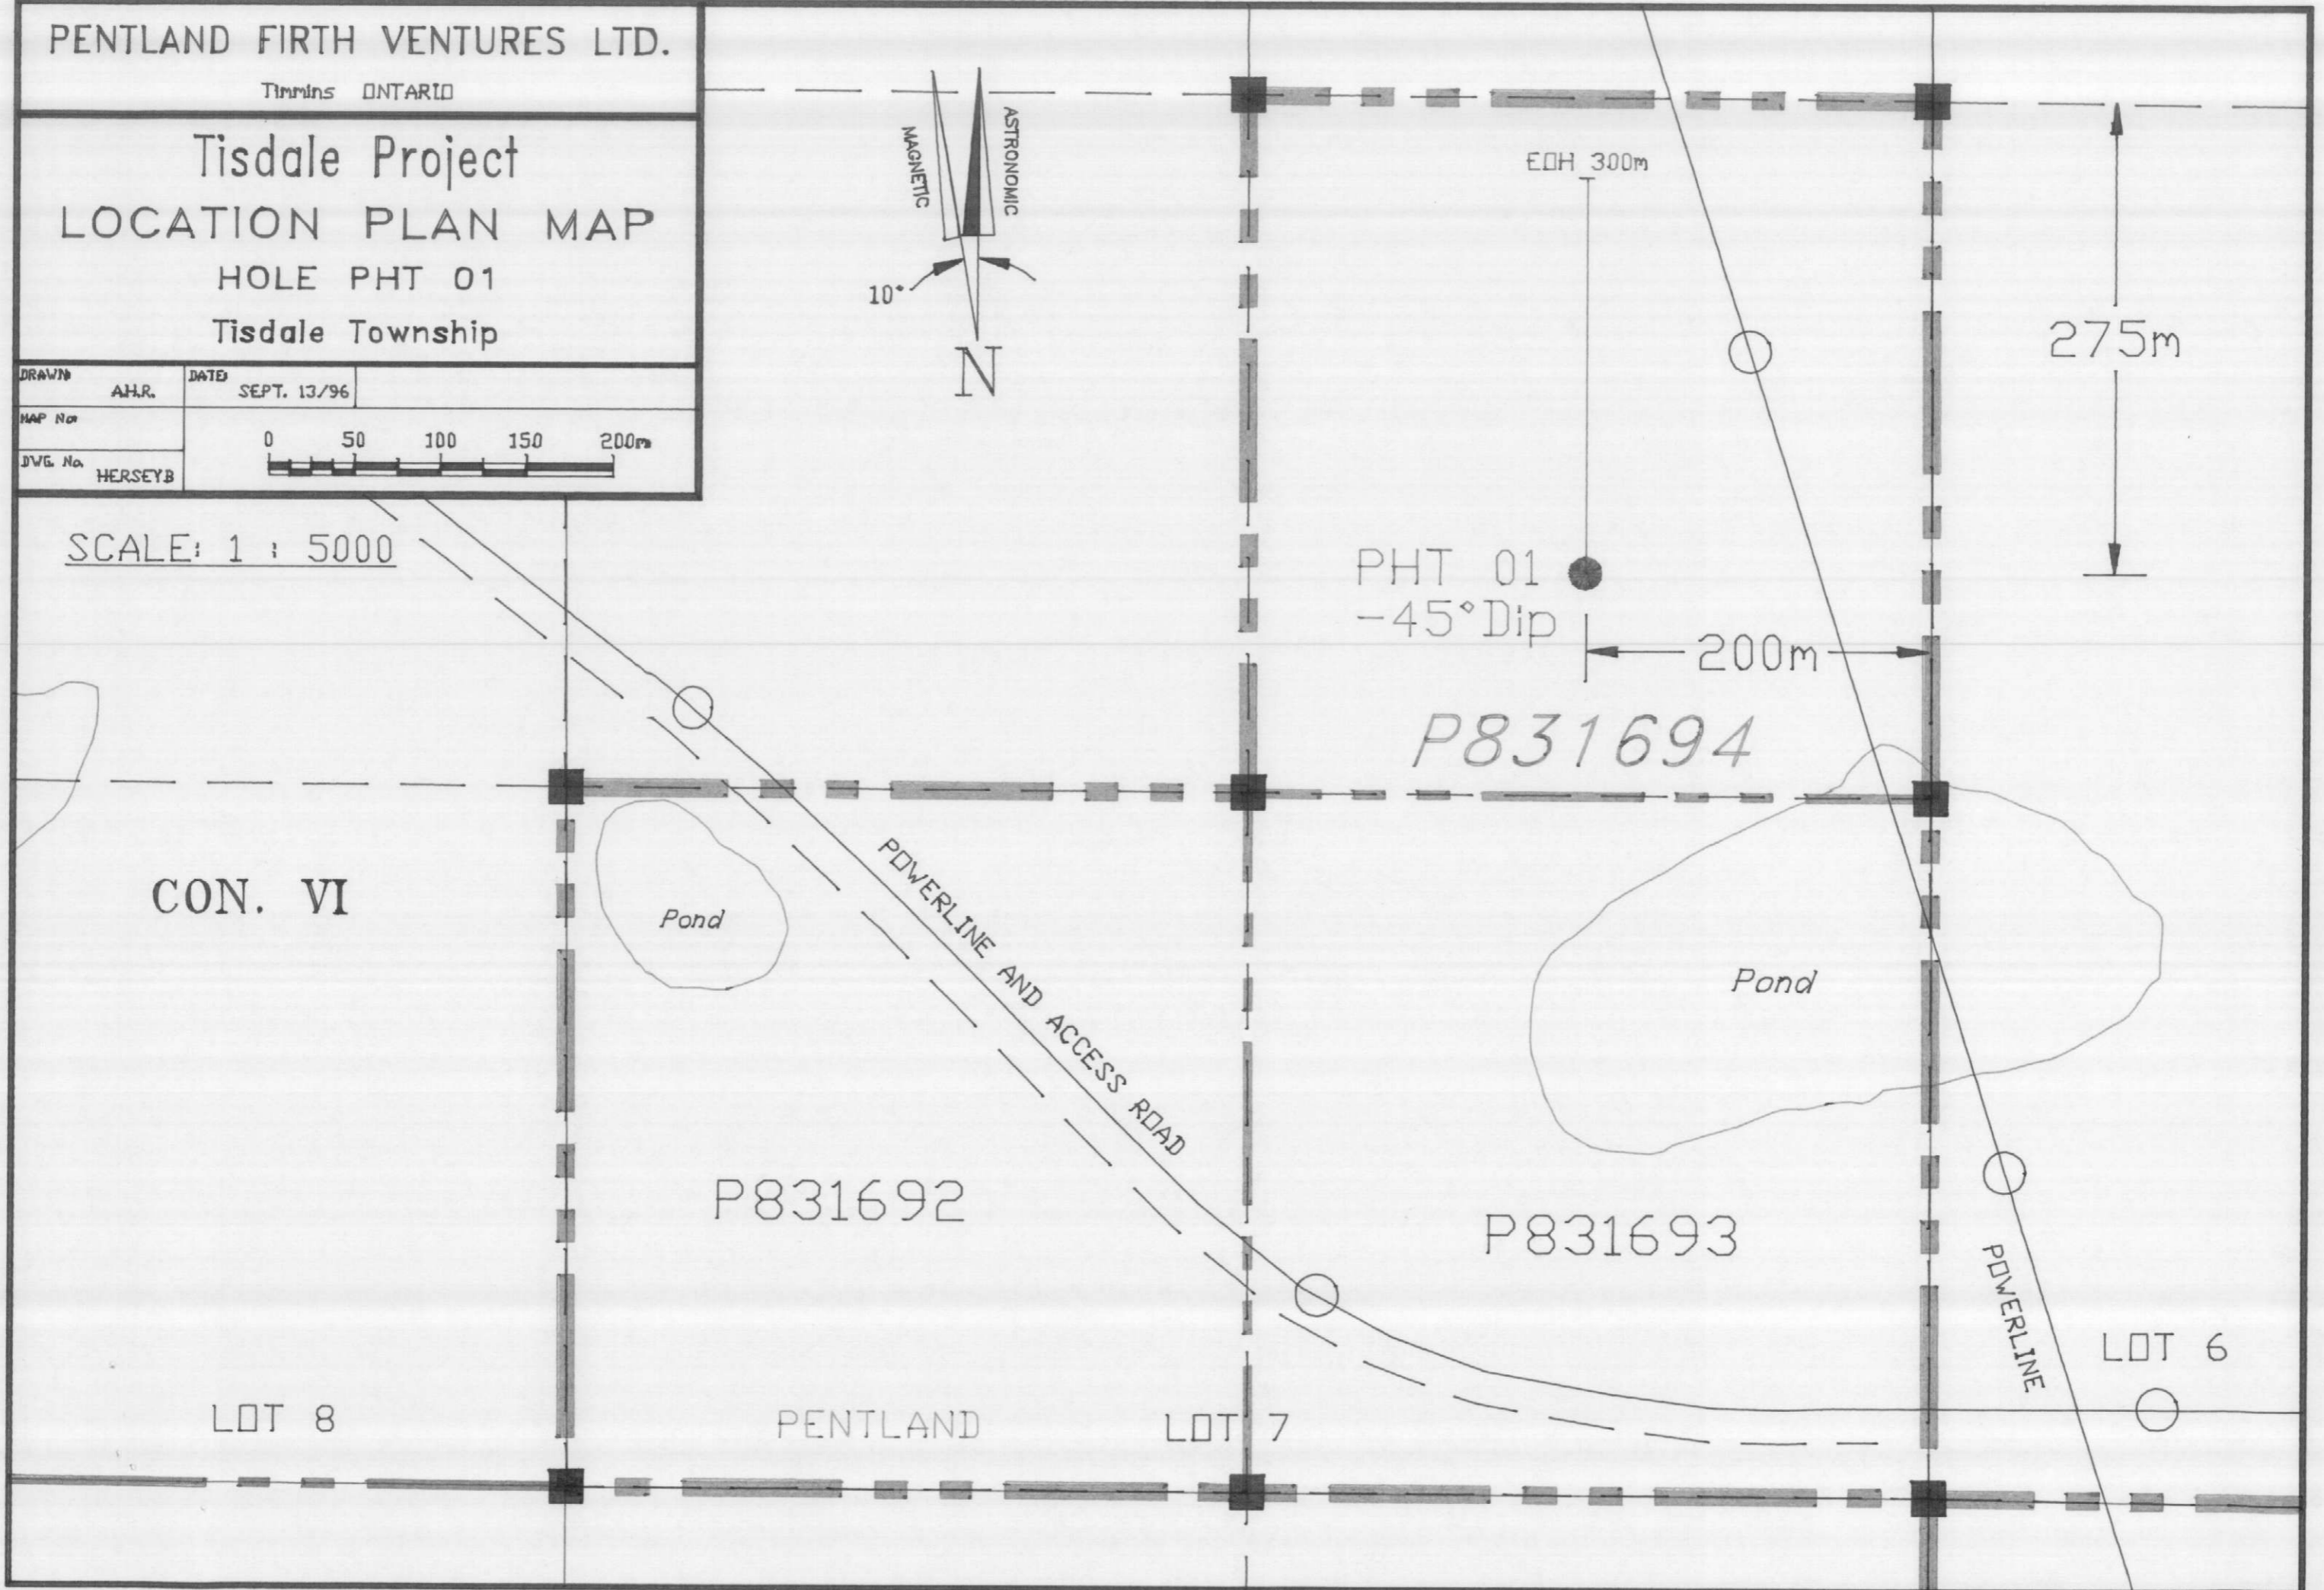 PENTLAND FIRTH VENTURES LTD.
Timmins ONTARIO
Tisdale Project
LOCATION PLAN MAP
HOLE PHT 01
Tisdale Township
DRAWN: A.H.R.
DATE: SEPT. 13/96
MAP No:
DWG. No. HERSEYB
0 50 100 150 200m
SCALE: 1 : 5000
MAGNETIC
ASTRONOMIC
10°
N
EOH 300m
275m
PHT 01
-45°Dip
200m
P831694
CON. VI
Pond
POWERLINE AND ACCESS ROAD
Pond
P831692
P831693
POWERLINE
LOT 6
LOT 8
PENTLAND
LOT 7